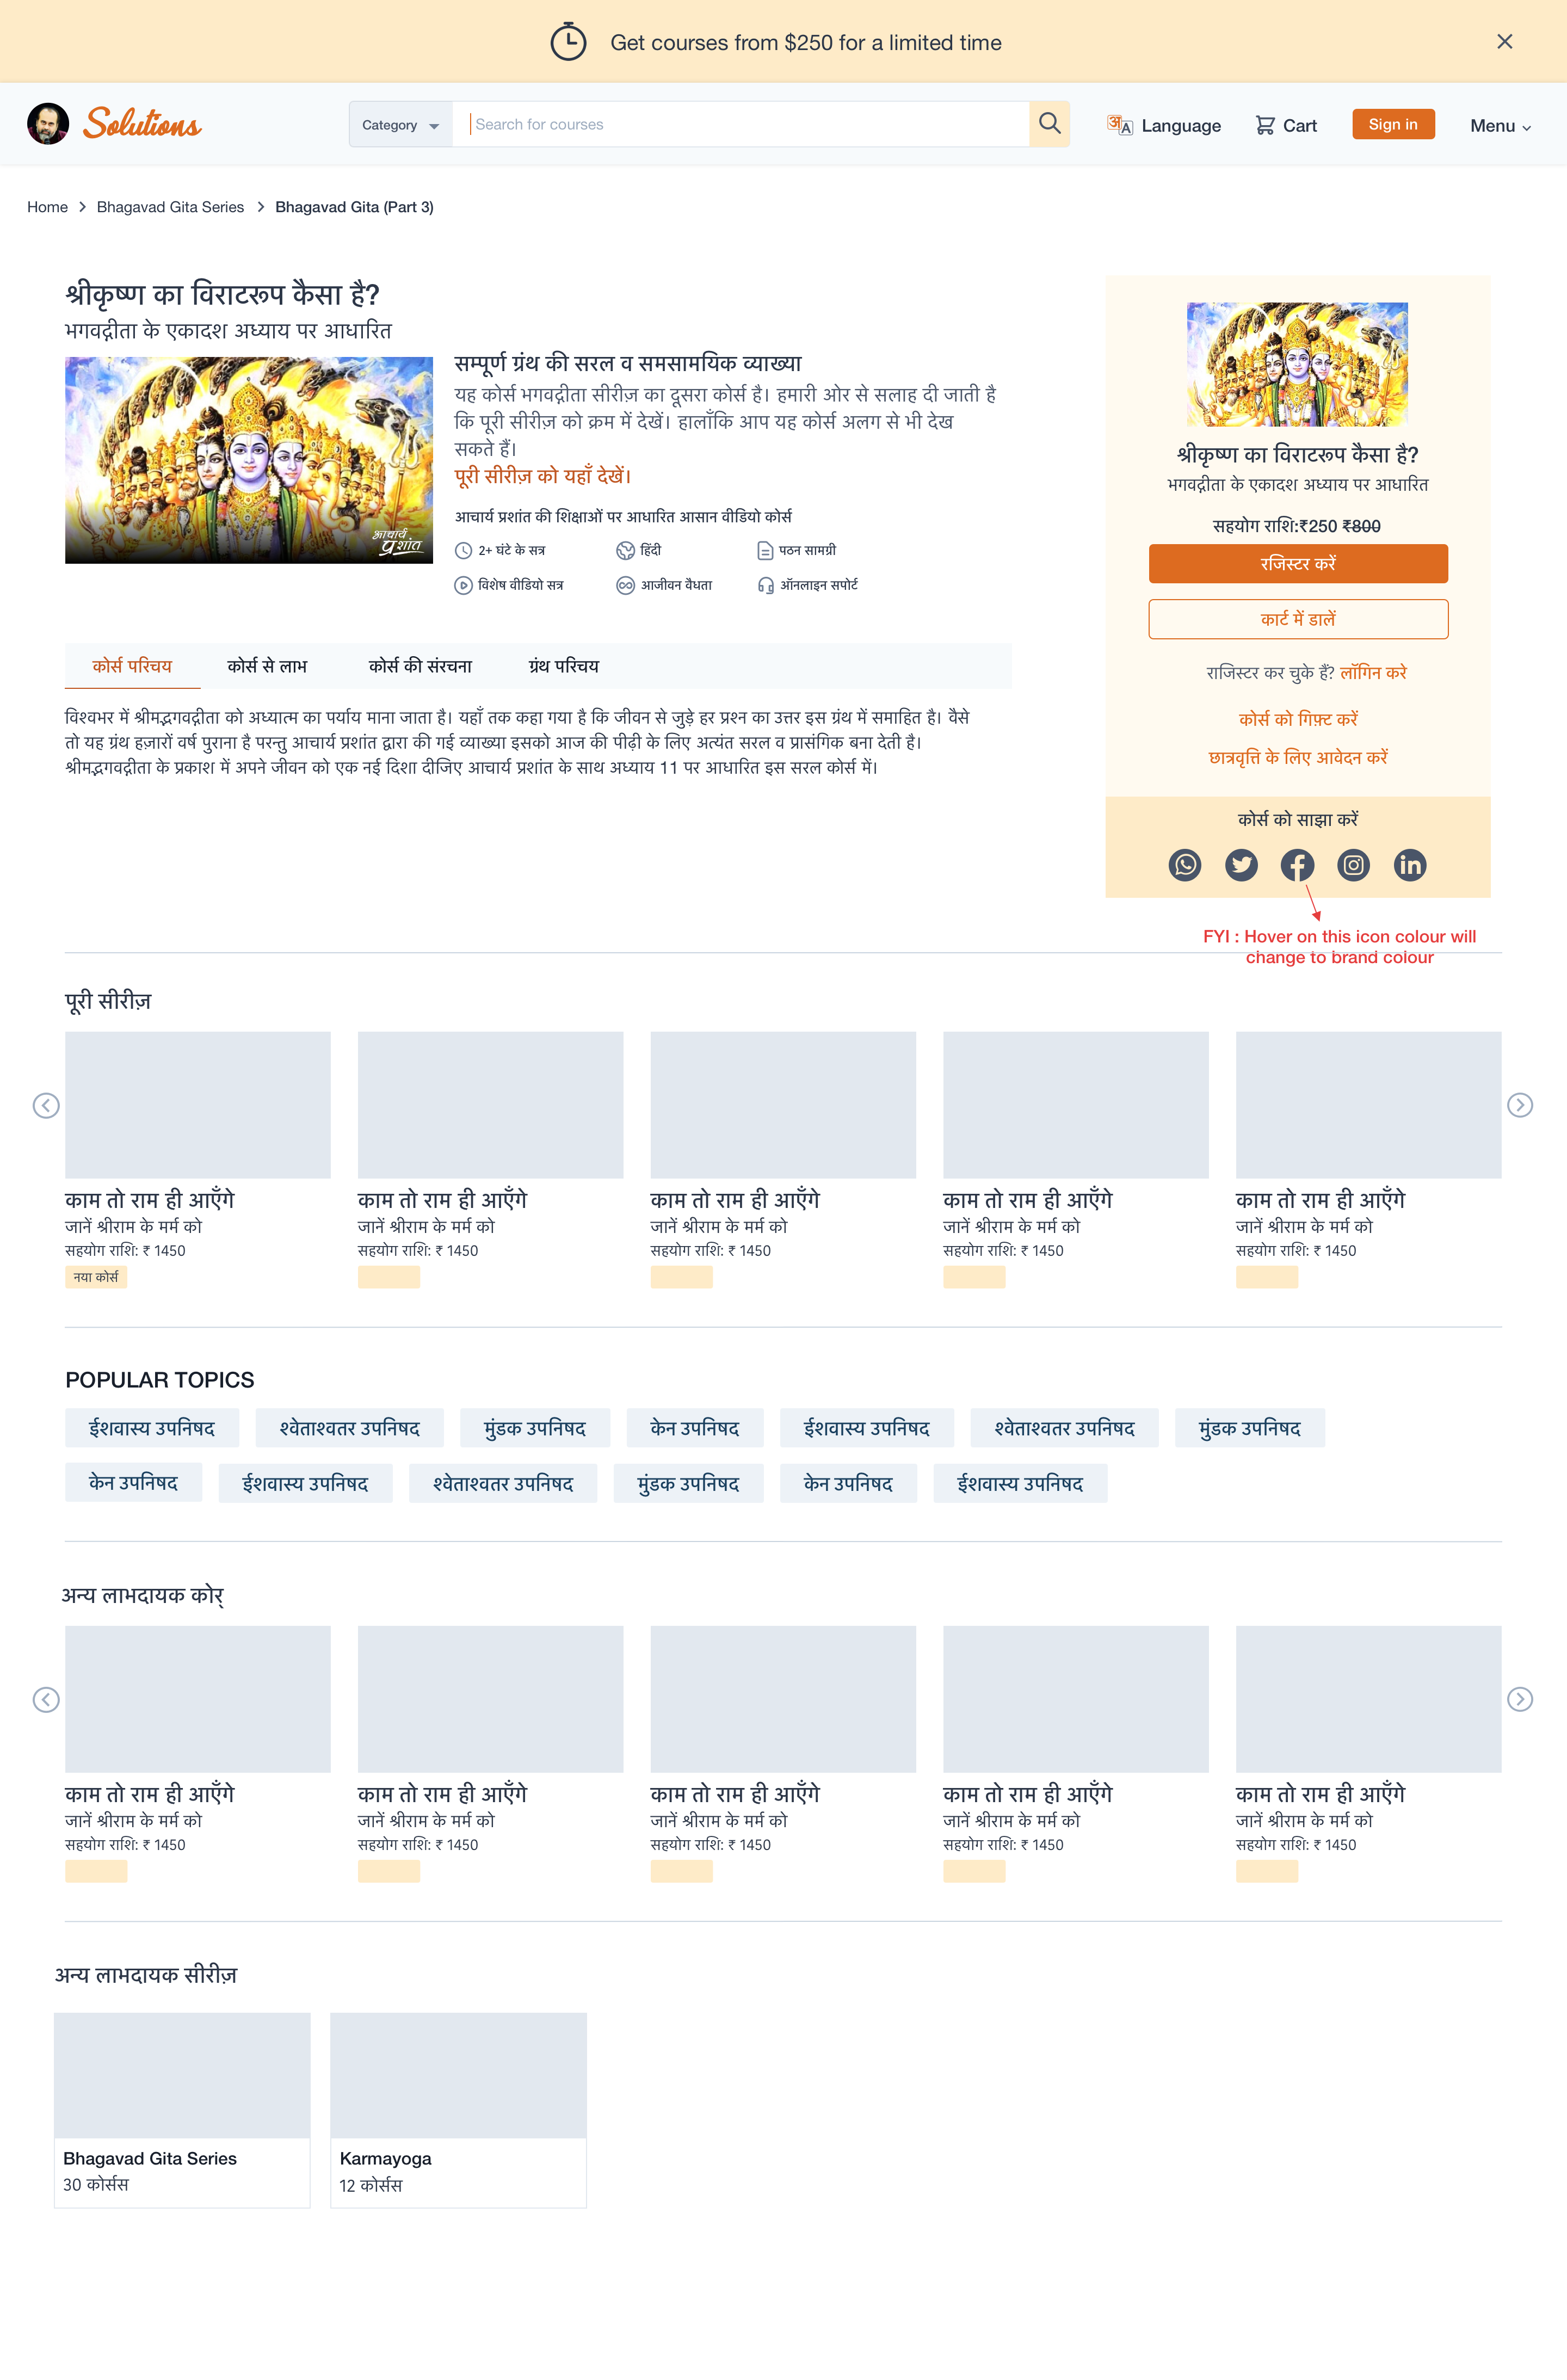 Get courses from $250 for a limited time
Solutions
Category
Search for courses
अ
A
Language
Cart
Sign in
Menu
Home
Bhagavad Gita Series
Bhagavad Gita (Part 3)
श्रीकृष्ण का विराटरूप कैसा है?
भगवद्गीता के एकादश अध्याय पर आधारित
आचार्य
प्रशांत
सम्पूर्ण ग्रंथ की सरल व समसामयिक व्याख्या
यह कोर्स भगवद्गीता सीरीज़ का दूसरा कोर्स है। हमारी ओर से सलाह दी जाती है
कि पूरी सीरीज़ को क्रम में देखें। हालाँकि आप यह कोर्स अलग से भी देख
सकते हैं।
पूरी सीरीज़ को यहाँ देखें।
आचार्य प्रशांत की शिक्षाओं पर आधारित आसान वीडियो कोर्स
2+ घंटे के सत्र
हिंदी
पठन सामग्री
विशेष वीडियो सत्र
आजीवन वैधता
ऑनलाइन सपोर्ट
कोर्स परिचय
कोर्स से लाभ
कोर्स की संरचना
ग्रंथ परिचय
विश्वभर में श्रीमद्भगवद्गीता को अध्यात्म का पर्याय माना जाता है। यहाँ तक कहा गया है कि जीवन से जुड़े हर प्रश्न का उत्तर इस ग्रंथ में समाहित है। वैसे
तो यह ग्रंथ हज़ारों वर्ष पुराना है परन्तु आचार्य प्रशांत द्वारा की गई व्याख्या इसको आज की पीढ़ी के लिए अत्यंत सरल व प्रासंगिक बना देती है।
श्रीमद्भगवद्गीता के प्रकाश में अपने जीवन को एक नई दिशा दीजिए आचार्य प्रशांत के साथ अध्याय 11 पर आधारित इस सरल कोर्स में।
श्रीकृष्ण का विराटरूप कैसा है?
भगवद्गीता के एकादश अध्याय पर आधारित
सहयोग राशि:₹250 ₹800
रजिस्टर करें
कार्ट में डालें
राजिस्टर कर चुके हैं? लॉगिन करे
कोर्स को गिफ़्ट करें
छात्रवृत्ति के लिए आवेदन करें
कोर्स को साझा करें
FYI : Hover on this icon colour will
change to brand colour
पूरी सीरीज़
काम तो राम ही आएँगे
जानें श्रीराम के मर्म को
सहयोग राशि: ₹ 1450
नया कोर्स
काम तो राम ही आएँगे
जानें श्रीराम के मर्म को
सहयोग राशि: ₹ 1450
काम तो राम ही आएँगे
जानें श्रीराम के मर्म को
सहयोग राशि: ₹ 1450
काम तो राम ही आएँगे
जानें श्रीराम के मर्म को
सहयोग राशि: ₹ 1450
काम तो राम ही आएँगे
जानें श्रीराम के मर्म को
सहयोग राशि: ₹ 1450
POPULAR TOPICS
ईशवास्य उपनिषद
श्वेताश्वतर उपनिषद
मुंडक उपनिषद
केन उपनिषद
ईशवास्य उपनिषद
श्वेताश्वतर उपनिषद
मुंडक उपनिषद
केन उपनिषद
ईशवास्य उपनिषद
श्वेताश्वतर उपनिषद
मुंडक उपनिषद
केन उपनिषद
ईशवास्य उपनिषद
अन्य लाभदायक कोर्
काम तो राम ही आएँगे
जानें श्रीराम के मर्म को
सहयोग राशि: ₹ 1450
काम तो राम ही आएँगे
जानें श्रीराम के मर्म को
सहयोग राशि: ₹ 1450
काम तो राम ही आएँगे
जानें श्रीराम के मर्म को
सहयोग राशि: ₹ 1450
काम तो राम ही आएँगे
जानें श्रीराम के मर्म को
सहयोग राशि: ₹ 1450
काम तो राम ही आएँगे
जानें श्रीराम के मर्म को
सहयोग राशि: ₹ 1450
अन्य लाभदायक सीरीज़
Bhagavad Gita Series
30 कोर्सस
Karmayoga
12 कोर्सस